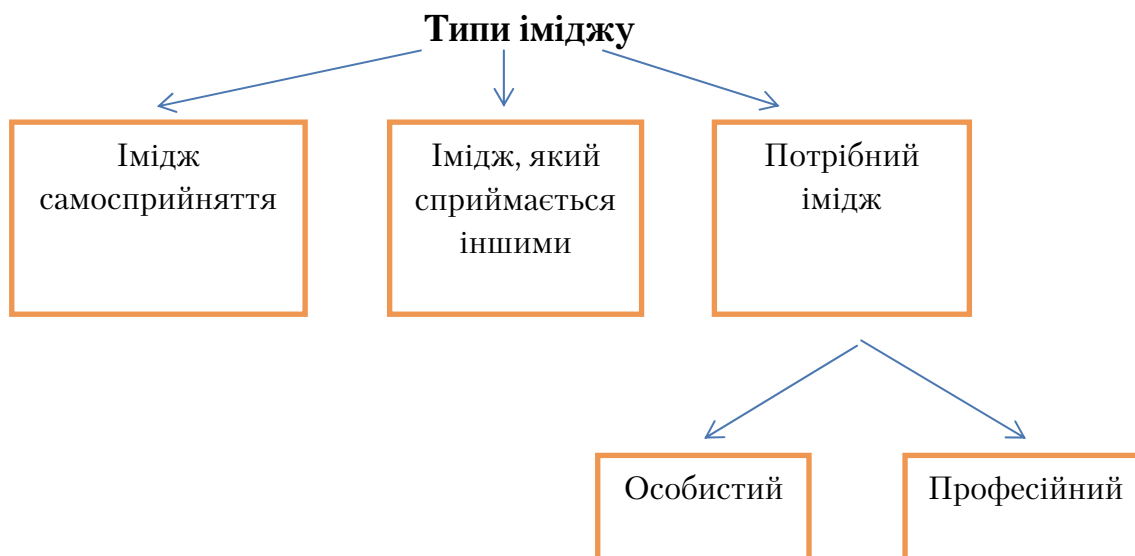 Типи іміджу
Імідж
самосприйняття
Імідж, який
сприймається
іншими
Потрібний
імідж
Особистий
Професійний